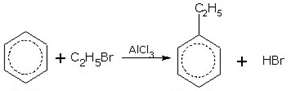 C₂H₅
+ C₂H₅Br AlCl₃ + HBr